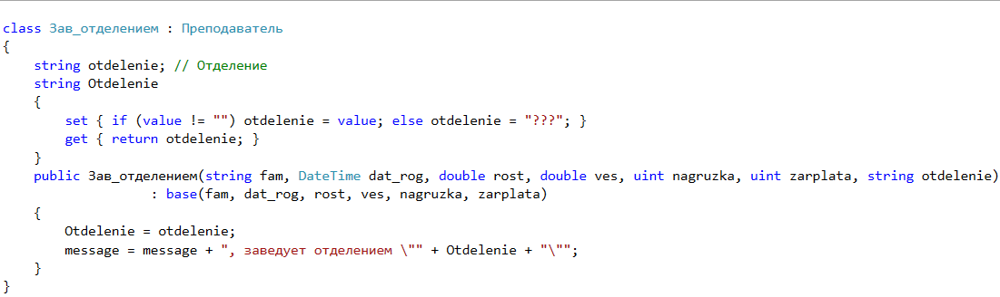 class Зав_отделением : Преподаватель
{
    string otdelenie; // Отделение
    string Otdelenie
    {
        set { if (value != "") otdelenie = value; else otdelenie = "???"; }
        get { return otdelenie; }
    }
    public Зав_отделением(string fam, DateTime dat_rog, double rost, double ves, uint nagruzka, uint zarplata, string otdelenie)
                   : base(fam, dat_rog, rost, ves, nagruzka, zarplata)
    {
        Otdelenie = otdelenie;
        message = message + ", заведует отделением \"" + Otdelenie + "\"";
    }
}